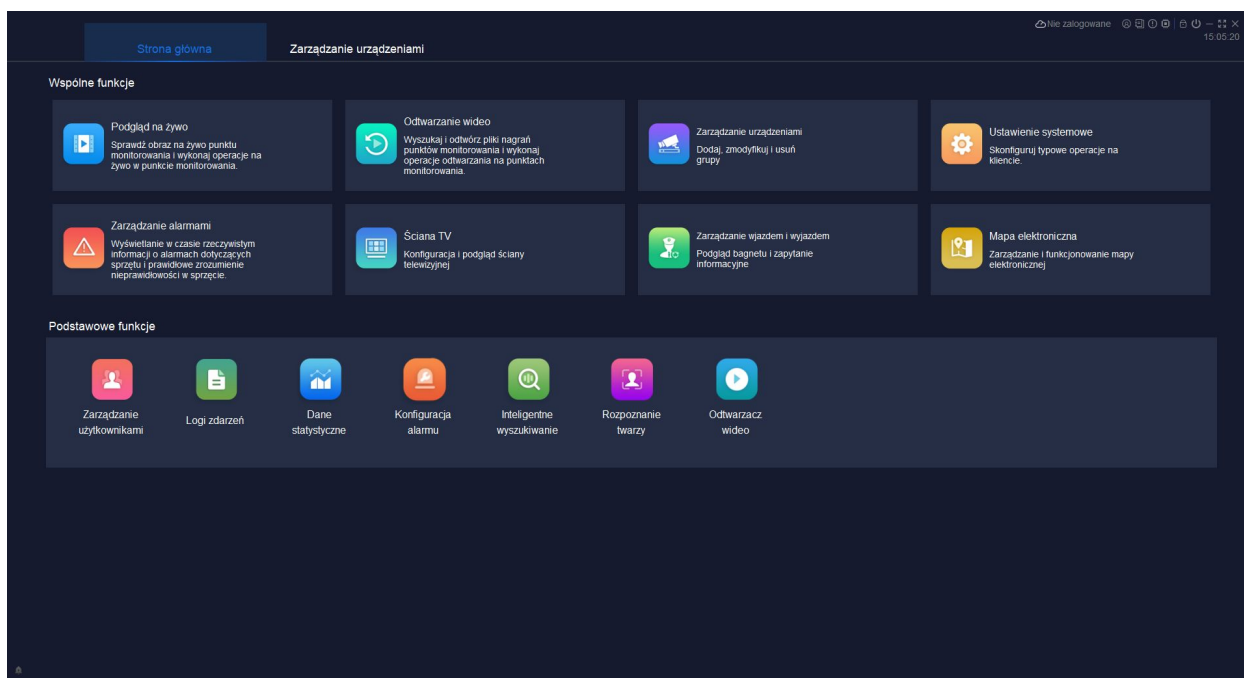 Nie zalogowane
15:05:20
Strona główna
Zarządzanie urządzeniami
Wspólne funkcje
Podgląd na żywo
Sprawdź obraz na żywo punktu
monitorowania i wykonaj operacje na
żywo w punkcie monitorowania.
Odtwarzanie wideo
Wyszukaj i odtwórz pliki nagrań
punktów monitorowania i wykonaj
operacje odtwarzania na punktach
monitorowania.
Zarządzanie urządzeniami
Dodaj, zmodyfikuj i usuń
grupy
Ustawienie systemowe
Skonfiguruj typowe operacje na
kliencie.
Zarządzanie alarmami
Wyświetlanie w czasie rzeczywistym
informacji o alarmach dotyczących
sprzętu i prawidłowe zrozumienie
nieprawidłowości w sprzęcie.
Ściana TV
Konfiguracja i podgląd ściany
telewizyjnej
Zarządzanie wjazdem i wyjazdem
Podgląd bagnetu i zapytanie
informacyjne
Mapa elektroniczna
Zarządzanie i funkcjonowanie mapy
elektronicznej
Podstawowe funkcje
Zarządzanie
użytkownikami
Logi zdarzeń
Dane
statystyczne
Konfiguracja
alarmu
Inteligentne
wyszukiwanie
Rozpoznanie
twarzy
Odtwarzacz
wideo